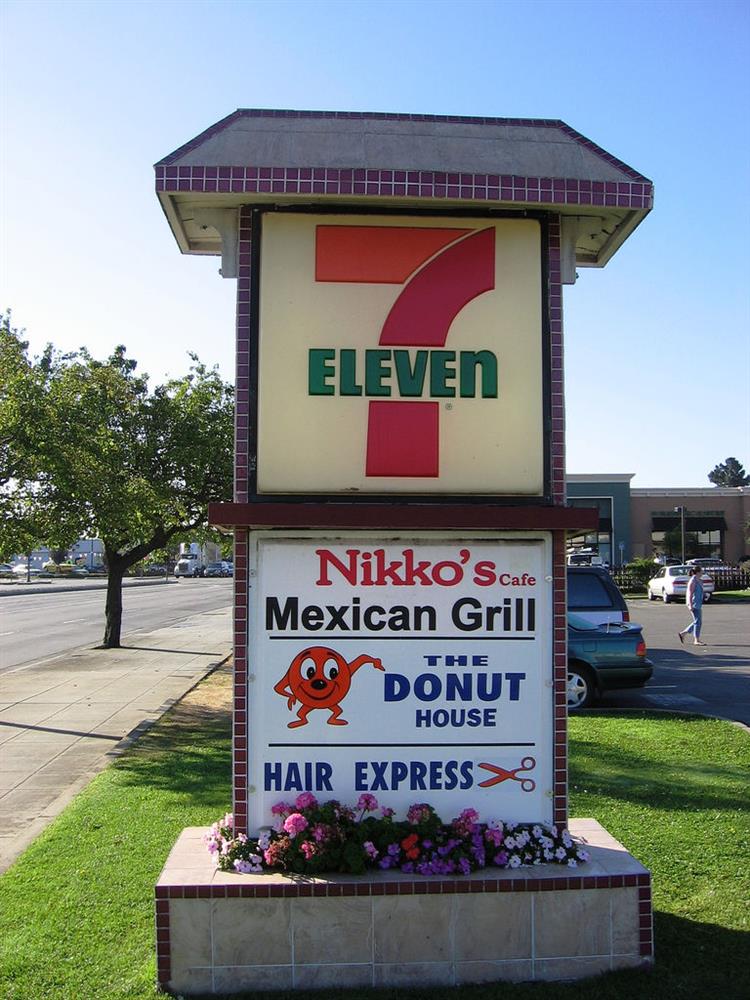 7
ELEVEn
®
Nikko's Cafe
Mexican Grill
THE
DONUT
HOUSE
HAIR EXPRESS